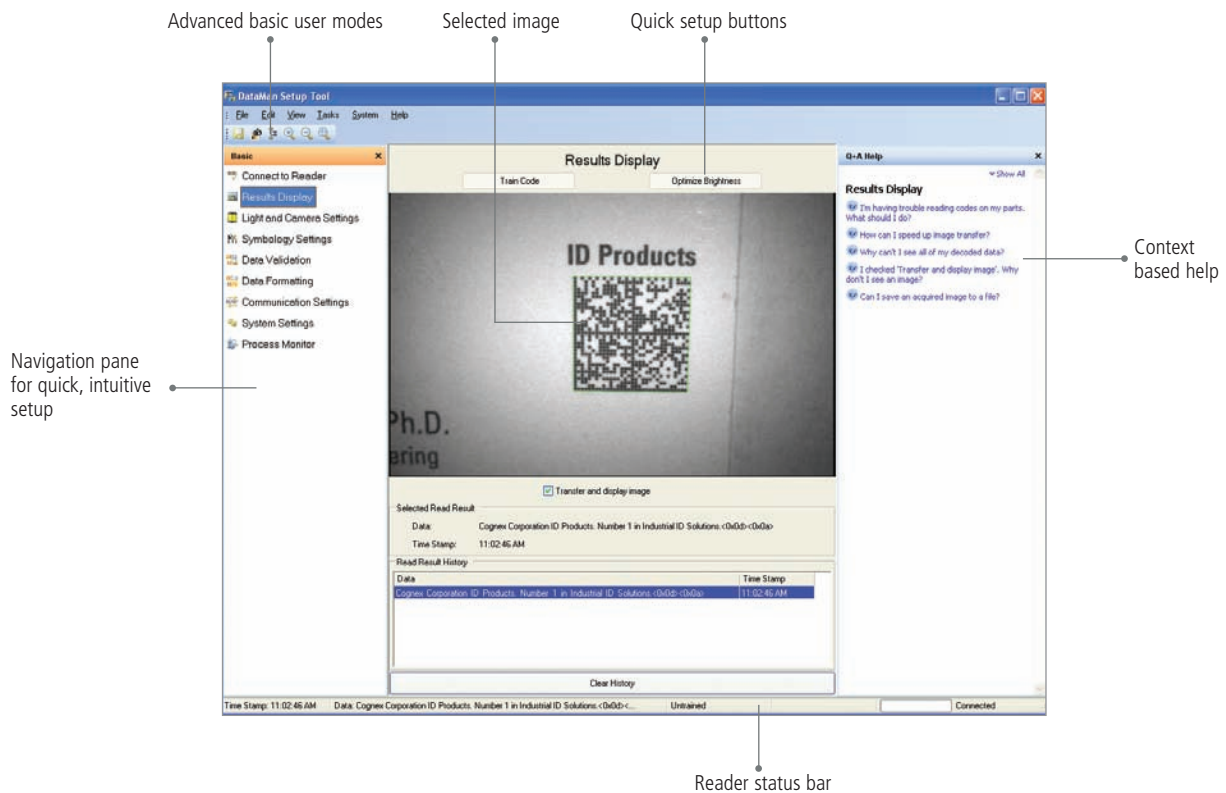 Advanced basic user modes
Selected image
Quick setup buttons
DataMan Setup Tool
File Edit View Tasks System Help
Basic
Connect to Reader
Results Display
Light and Camera Settings
Symbology Settings
Data Validation
Data Formatting
Communication Settings
System Settings
Process Monitor
Navigation pane
for quick, intuitive
setup
Results Display
Train Code
Optimize Brightness
ID Products
Ph.D.
ering
Transfer and display image
Selected Read Result
Data: Cognex Corporation ID Products. Number 1 in Industrial ID Solutions.<0x0d><0x0a>
Time Stamp: 11:02:46 AM
Read Result History
Data Time Stamp
Cognex Corporation ID Products. Number 1 in Industrial ID Solutions.<0x0d><0x0a> 11:02:46 AM
Clear History
Q+A Help
Show All
Results Display
I'm having trouble reading codes on my parts.
What should I do?
How can I speed up image transfer?
Why can't I see all of my decoded data?
I checked 'Transfer and display image'. Why
don't I see an image?
Can I save an acquired image to a file?
Context
based help
Time Stamp: 11:02:46 AM Data: Cognex Corporation ID Products. Number 1 in Industrial ID Solutions.<0x0d><... Untrained Connected
Reader status bar